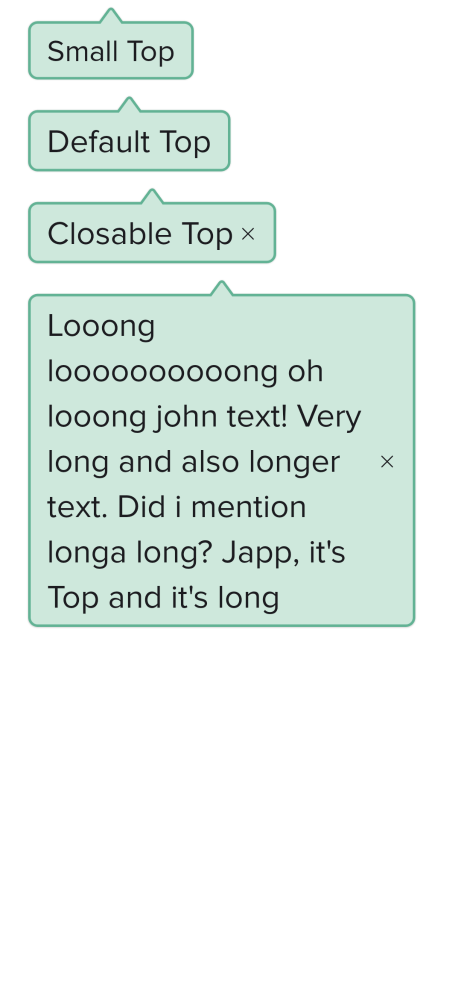 Small Top
Default Top
Closable Top ×
Looong
looooooooooong oh
looong john text! Very
long and also longer ×
text. Did i mention
longa long? Japp, it's
Top and it's long